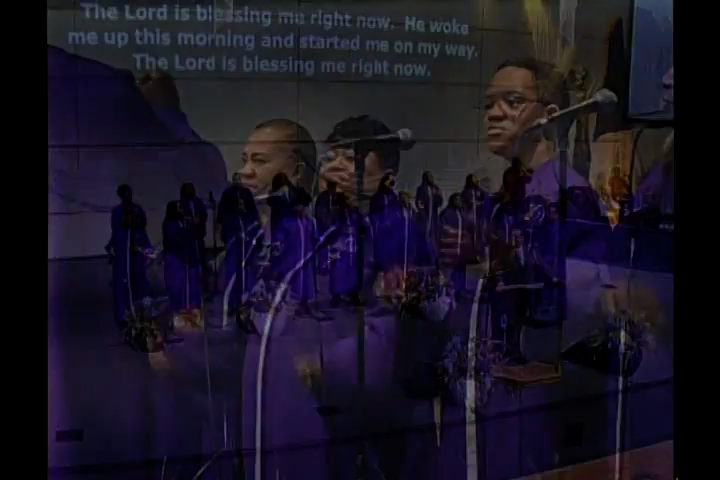 The Lord is blessing me right now. He woke
me up this morning and started me on my way.
The Lord is blessing me right now.